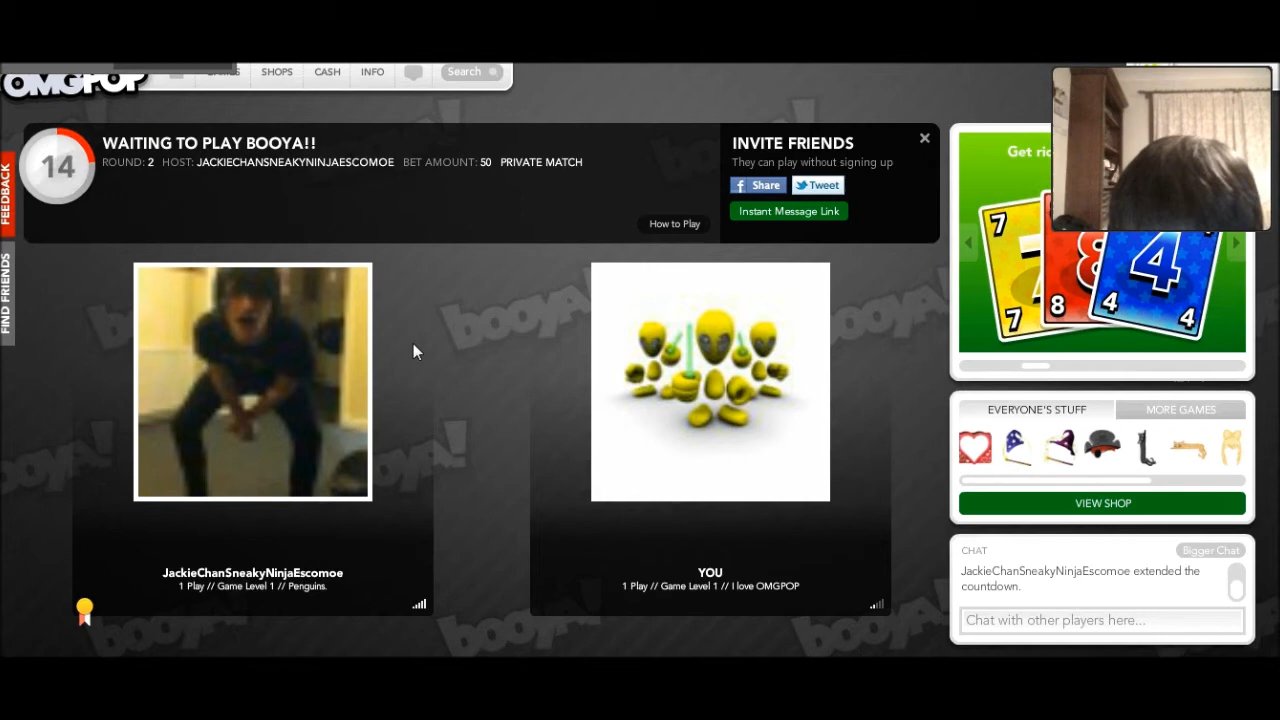 OMGPOP
SHOPS CASH INFO Search
14
WAITING TO PLAY BOOYA!!
ROUND: 2 HOST: JACKIECHANSNEAKYNINJAESCOMOE BET AMOUNT: 50 PRIVATE MATCH
How to Play
INVITE FRIENDS
They can play without signing up
f Share Tweet
Instant Message Link
FEEDBACK
FIND FRIENDS
booya!
JackieChanSneakyNinjaEscomoe
1 Play // Game Level 1 // Penguins.
YOU
1 Play // Game Level 1 // I love OMGPOP
Get ric
7 7 8 8 4 4 4
EVERYONE'S STUFF MORE GAMES
VIEW SHOP
CHAT Bigger Chat
JackieChanSneakyNinjaEscomoe extended the
countdown.
Chat with other players here...